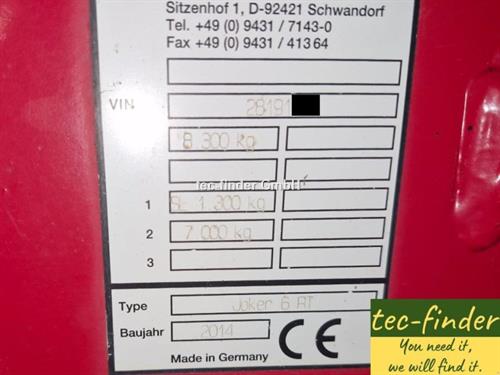 Sitzenhof 1, D-92421 Schwandorf
Tel. +49 (0) 9431 / 7143-0
Fax +49 (0) 9431 / 41364
VIN 28191
8 300 kg
tec-finder GmbH
1 1 300 kg
2 7 000 kg
3
Type Joker 6 RT
Baujahr 2014
CE
Made in Germany
tec-finder
You need it,
we will find it.